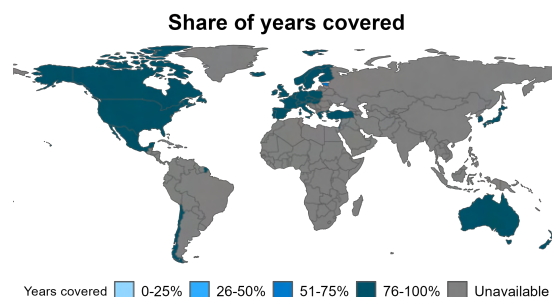 Share of years covered
Years covered 0-25% 26-50% 51-75% 76-100% Unavailable